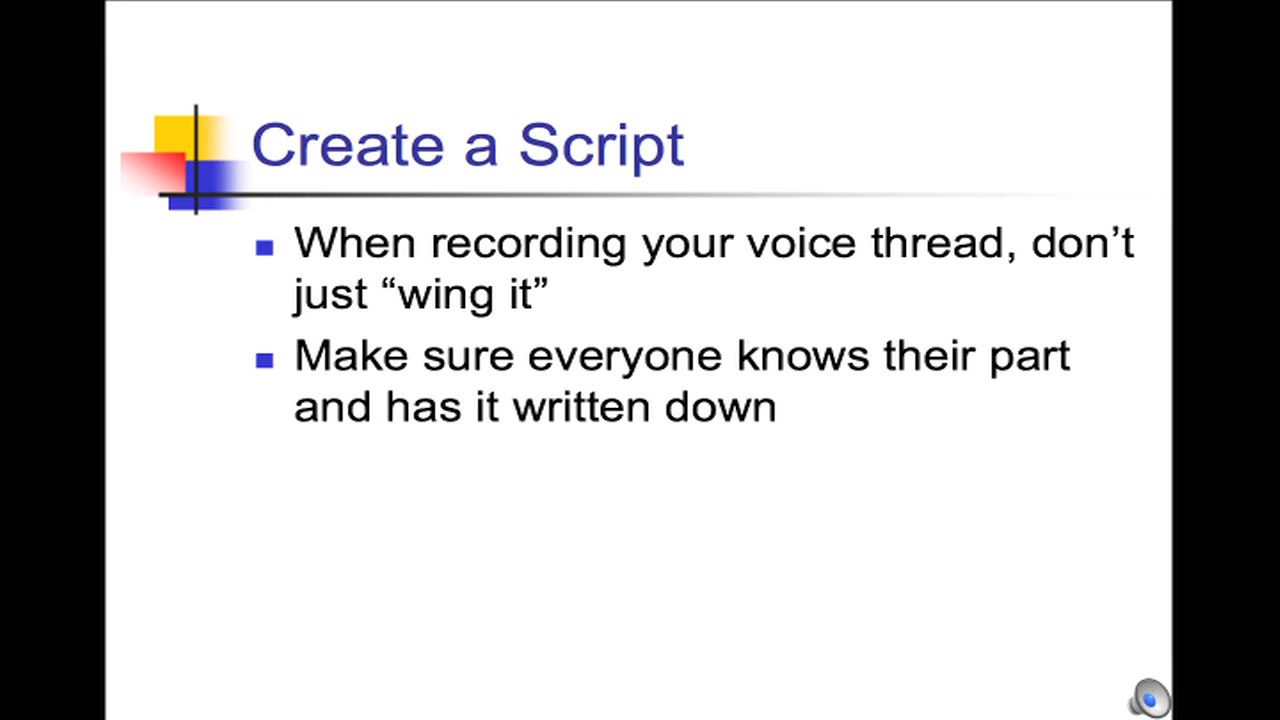 Create a Script
When recording your voice thread, don’t
just “wing it”
Make sure everyone knows their part
and has it written down